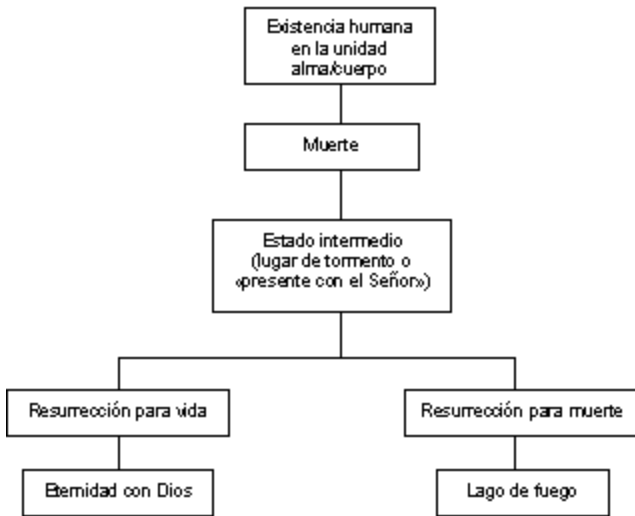 Existencia humana
en la unidad
alma/cuerpo
Muerte
Estado intermedio
(lugar de tormento o
«presente con el Señor»)
Resurrección para vida
Resurrección para muerte
Eternidad con Dios
Lago de fuego